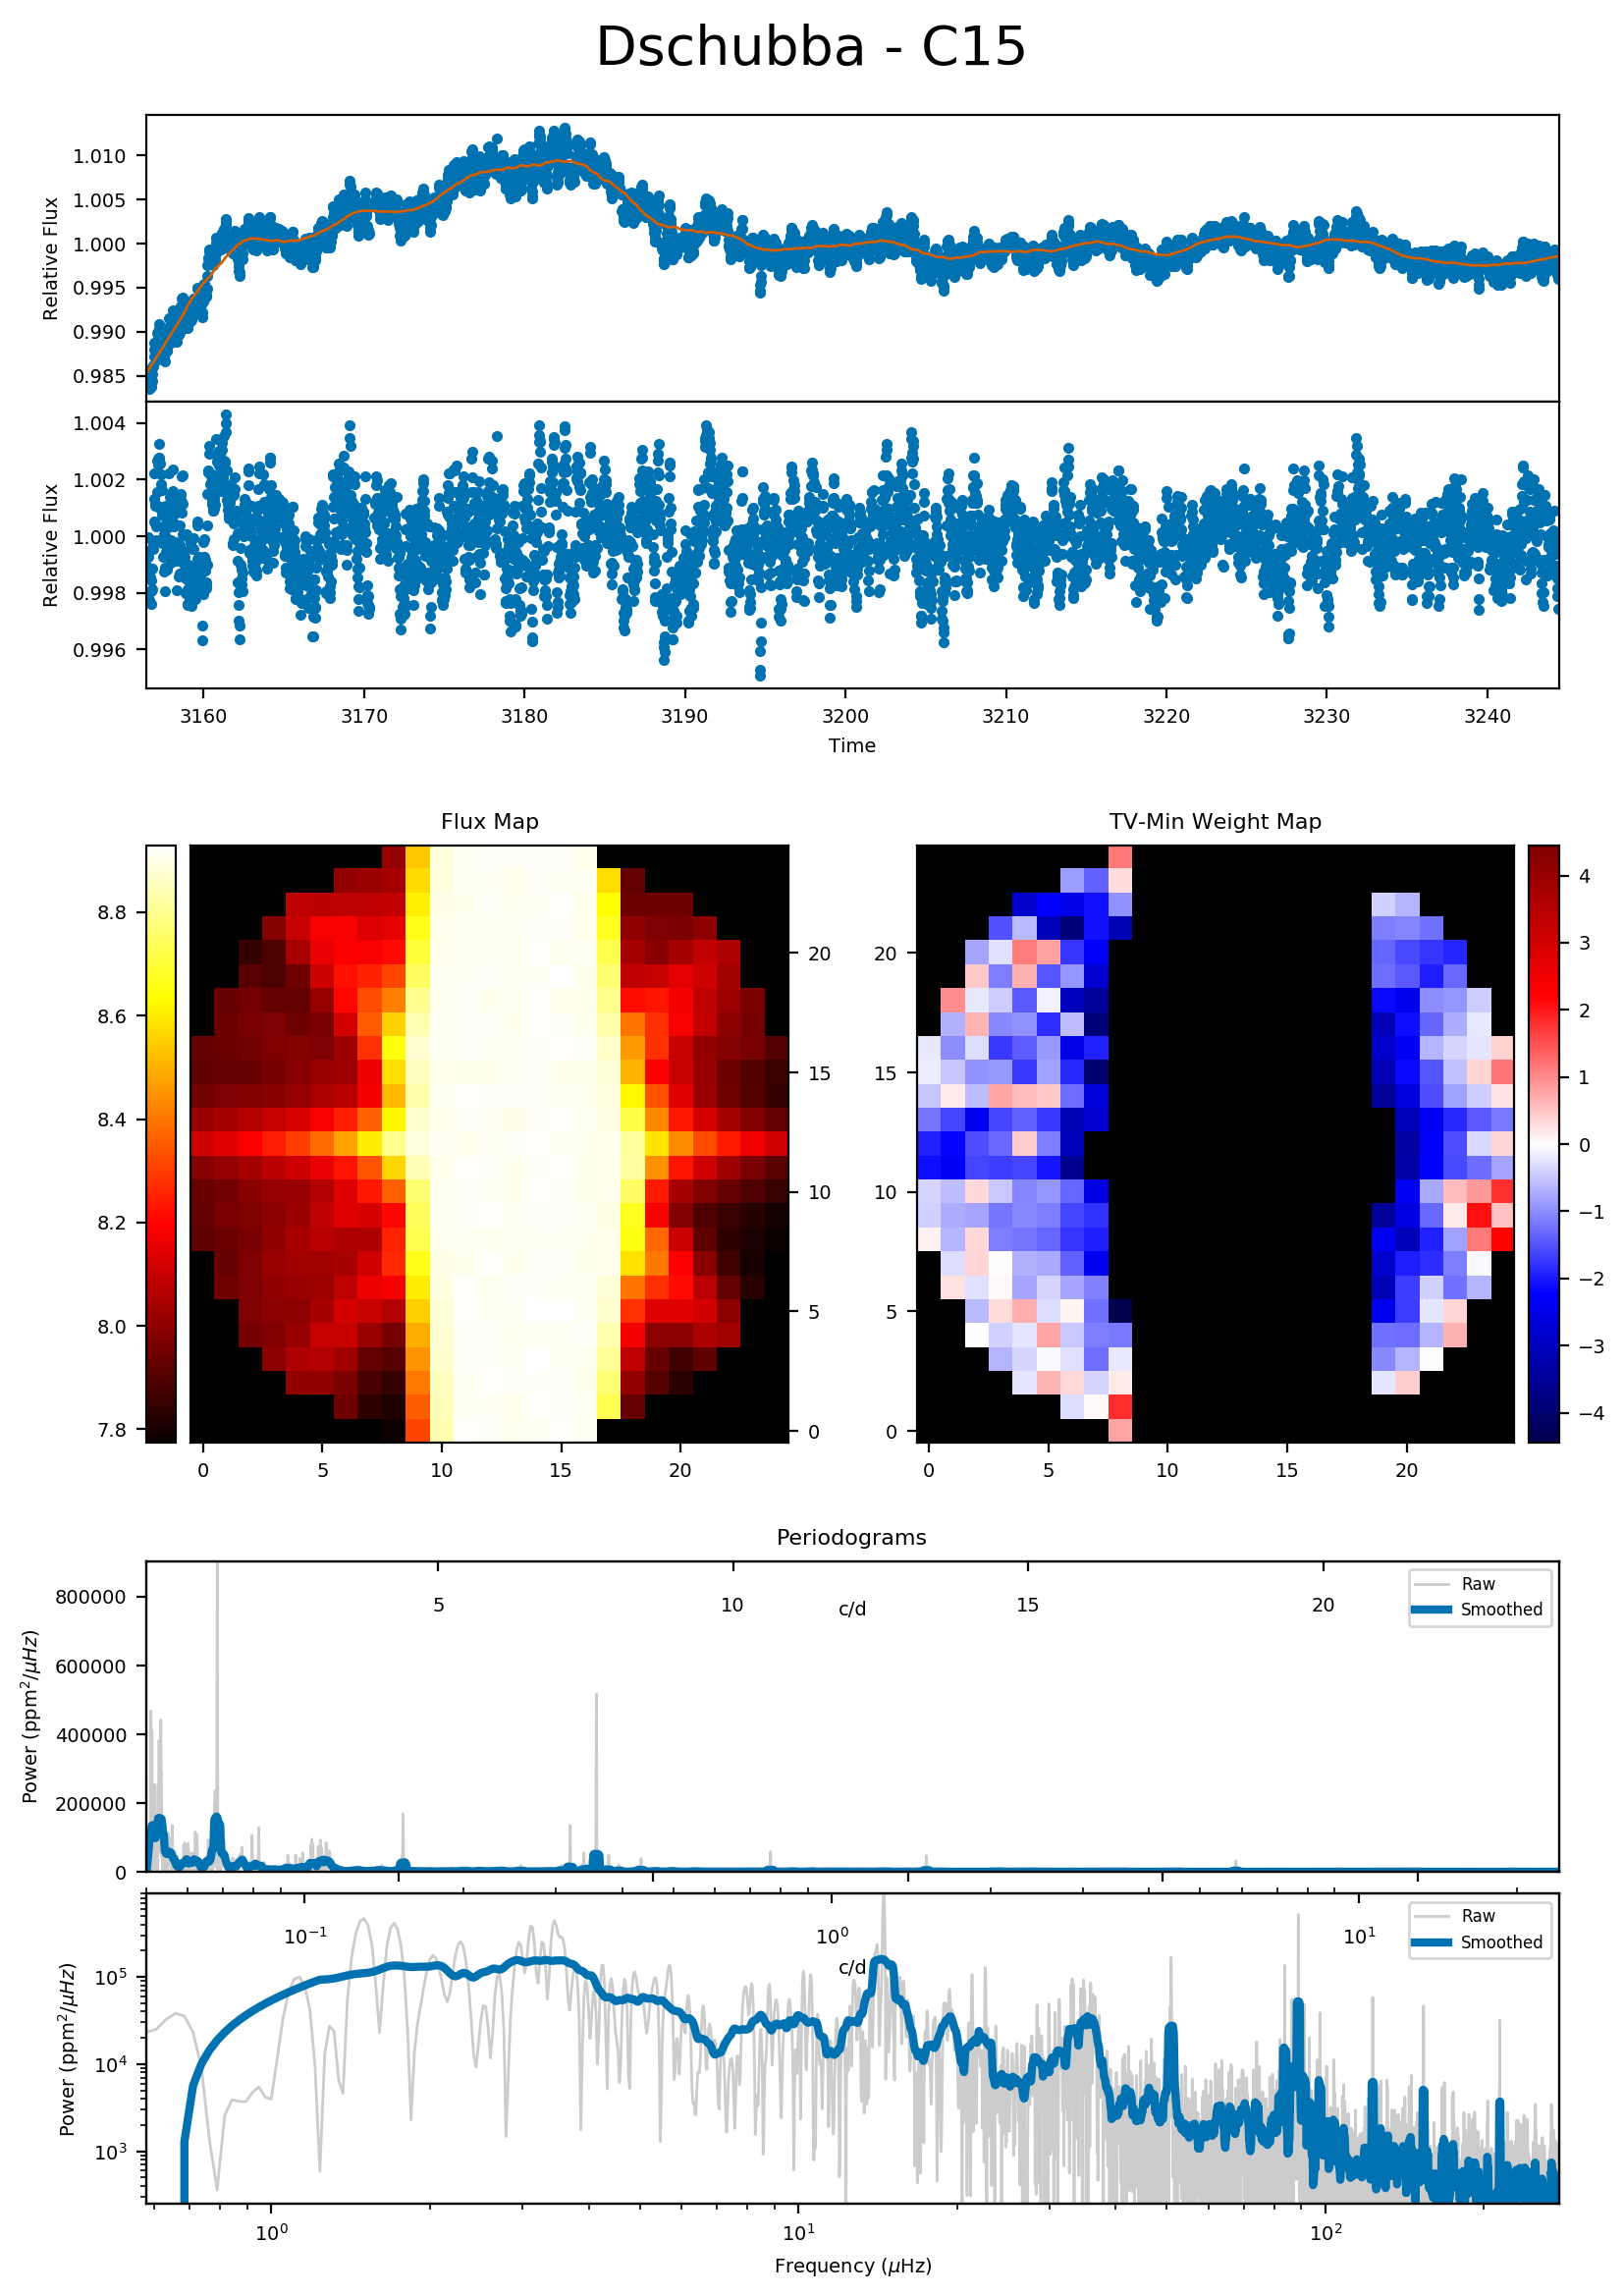 Dschubba - C15
1.010
1.005
1.000
0.995
0.990
0.985
Relative Flux
1.004
1.002
1.000
0.998
0.996
Relative Flux
3160 3170 3180 3190 3200 3210 3220 3230 3240
Time
Flux Map
8.8
8.6
8.4
8.2
8.0
7.8
20
15
10
5
0
0 5 10 15 20
TV-Min Weight Map
20
15
10
5
0
0 5 10 15 20
4
3
2
1
0
−1
−2
−3
−4
Periodograms
800000
600000
400000
200000
0
Power (ppm²/μHz)
5 10 15 20
c/d
Raw
Smoothed
10⁻¹ 10⁰ 10¹
c/d
Raw
Smoothed
10⁵
10⁴
10³
Power (ppm²/μHz)
10⁰ 10¹ 10²
Frequency (μHz)